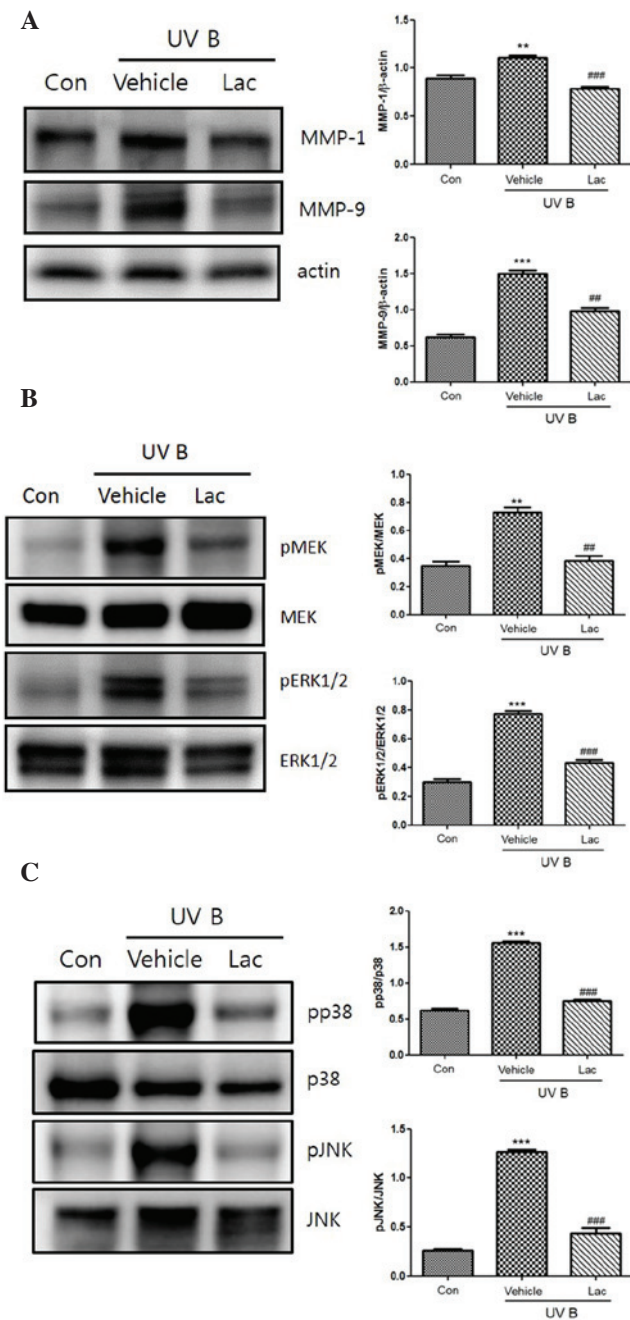 A
UV B
Con Vehicle Lac
MMP-1
MMP-9
actin
MMP-1/β-actin
1.5
1.0
0.5
0.0
**
###
Con Vehicle Lac
UV B
MMP-9/β-actin
2.0
1.5
1.0
0.5
0.0
***
##
Con Vehicle Lac
UV B
B
UV B
Con Vehicle Lac
pMEK
MEK
pERK1/2
ERK1/2
pMEK/MEK
0.8
0.6
0.4
0.2
0.0
**
##
Con Vehicle Lac
UV B
pERK1/2/ERK1/2
0.8
0.6
0.4
0.2
0.0
***
###
Con Vehicle Lac
UV B
C
UV B
Con Vehicle Lac
pp38
p38
pJNK
JNK
pp38/p38
2.0
1.5
1.0
0.5
0.0
***
###
Con Vehicle Lac
UV B
pJNK/JNK
1.5
1.0
0.5
0.0
***
###
Con Vehicle Lac
UV B